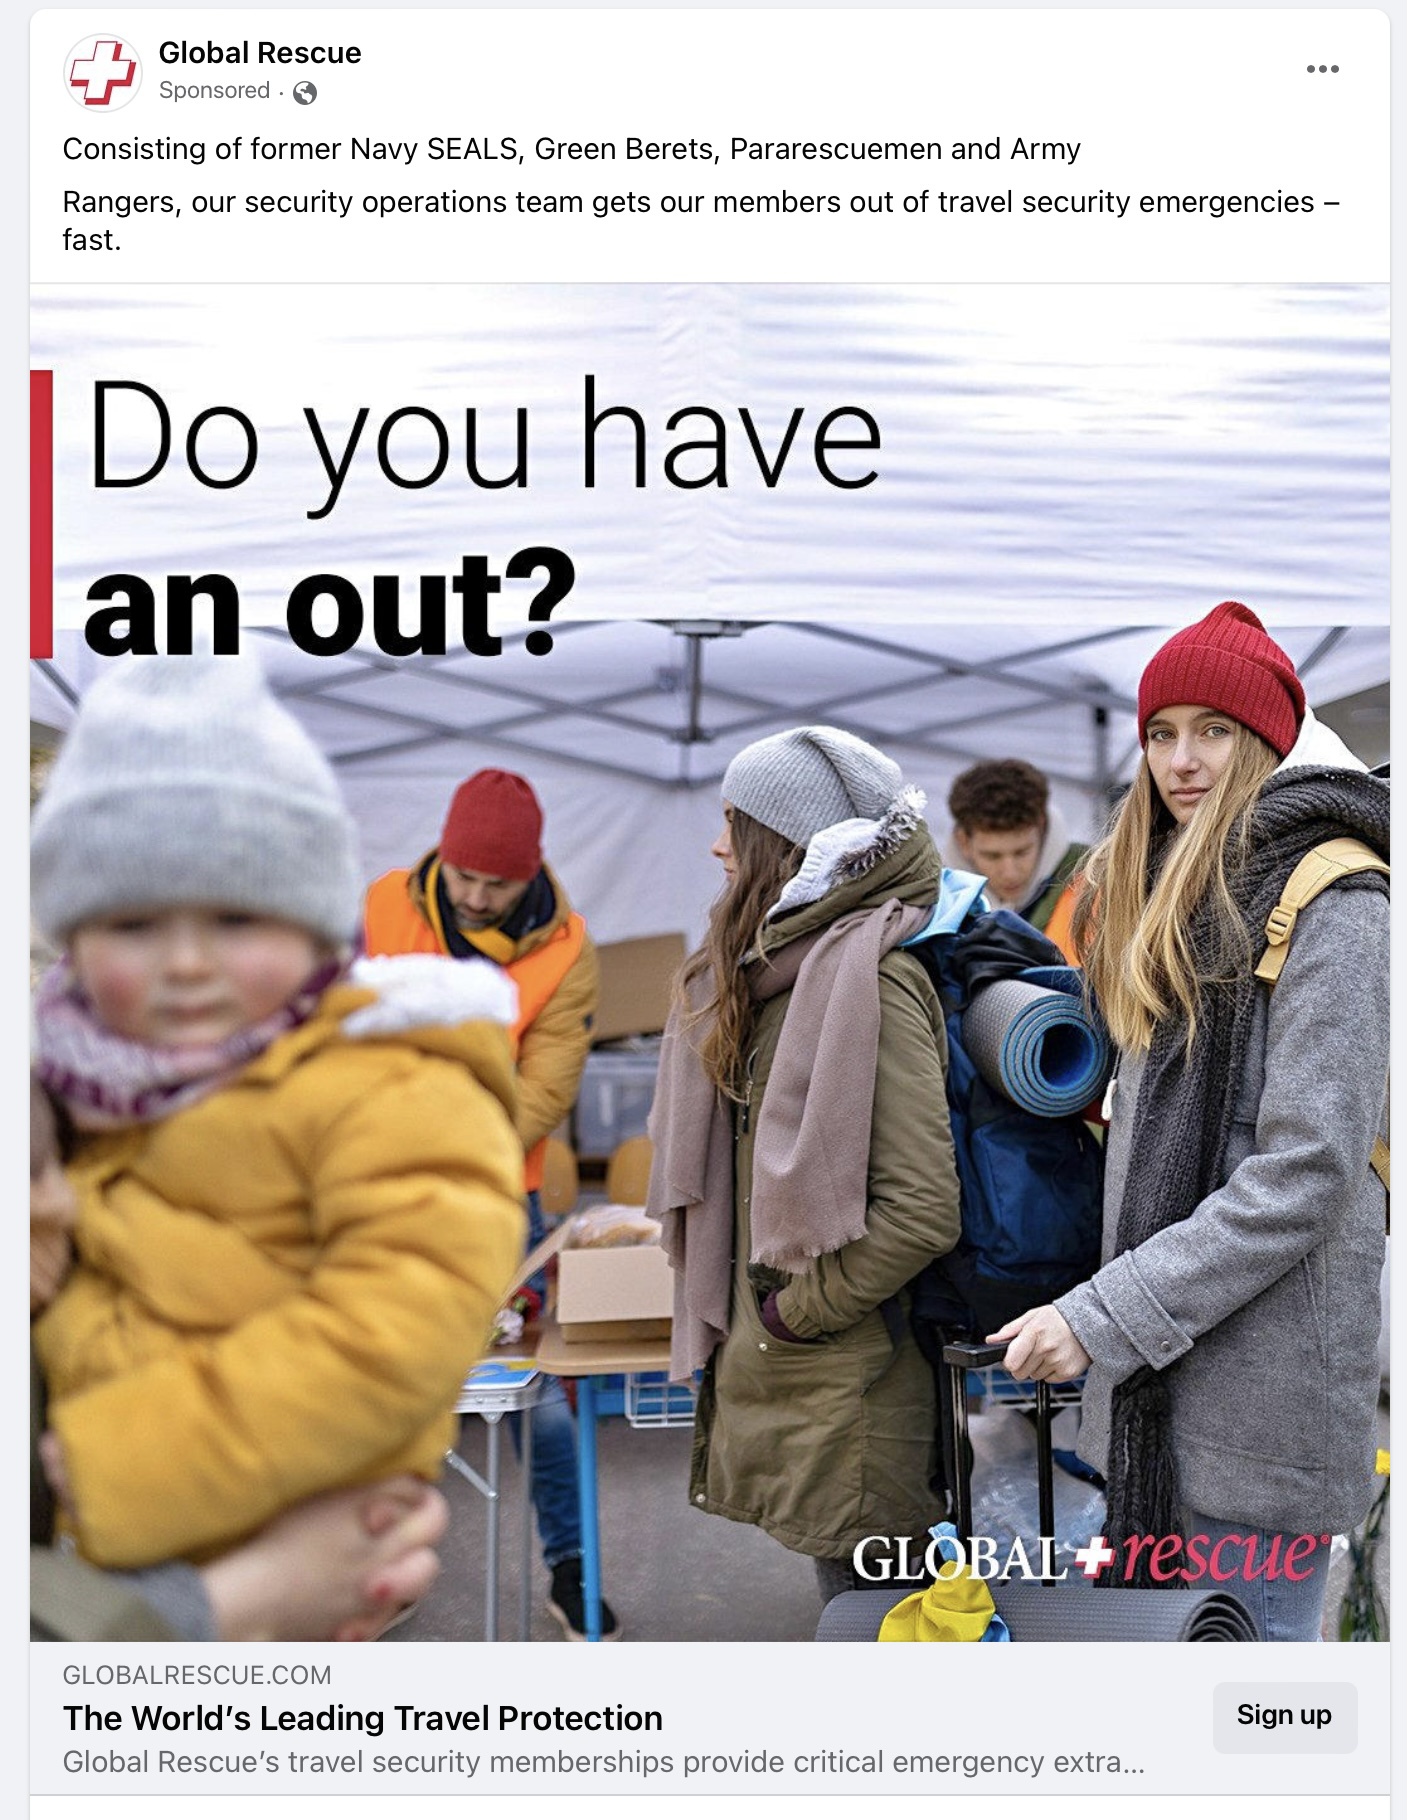 Global Rescue
Sponsored ·
Consisting of former Navy SEALS, Green Berets, Pararescuemen and Army
Rangers, our security operations team gets our members out of travel security emergencies –
fast.
Do you have
an out?
GLOBAL rescue®
GLOBALRESCUE.COM
The World’s Leading Travel Protection
Sign up
Global Rescue’s travel security memberships provide critical emergency extra...